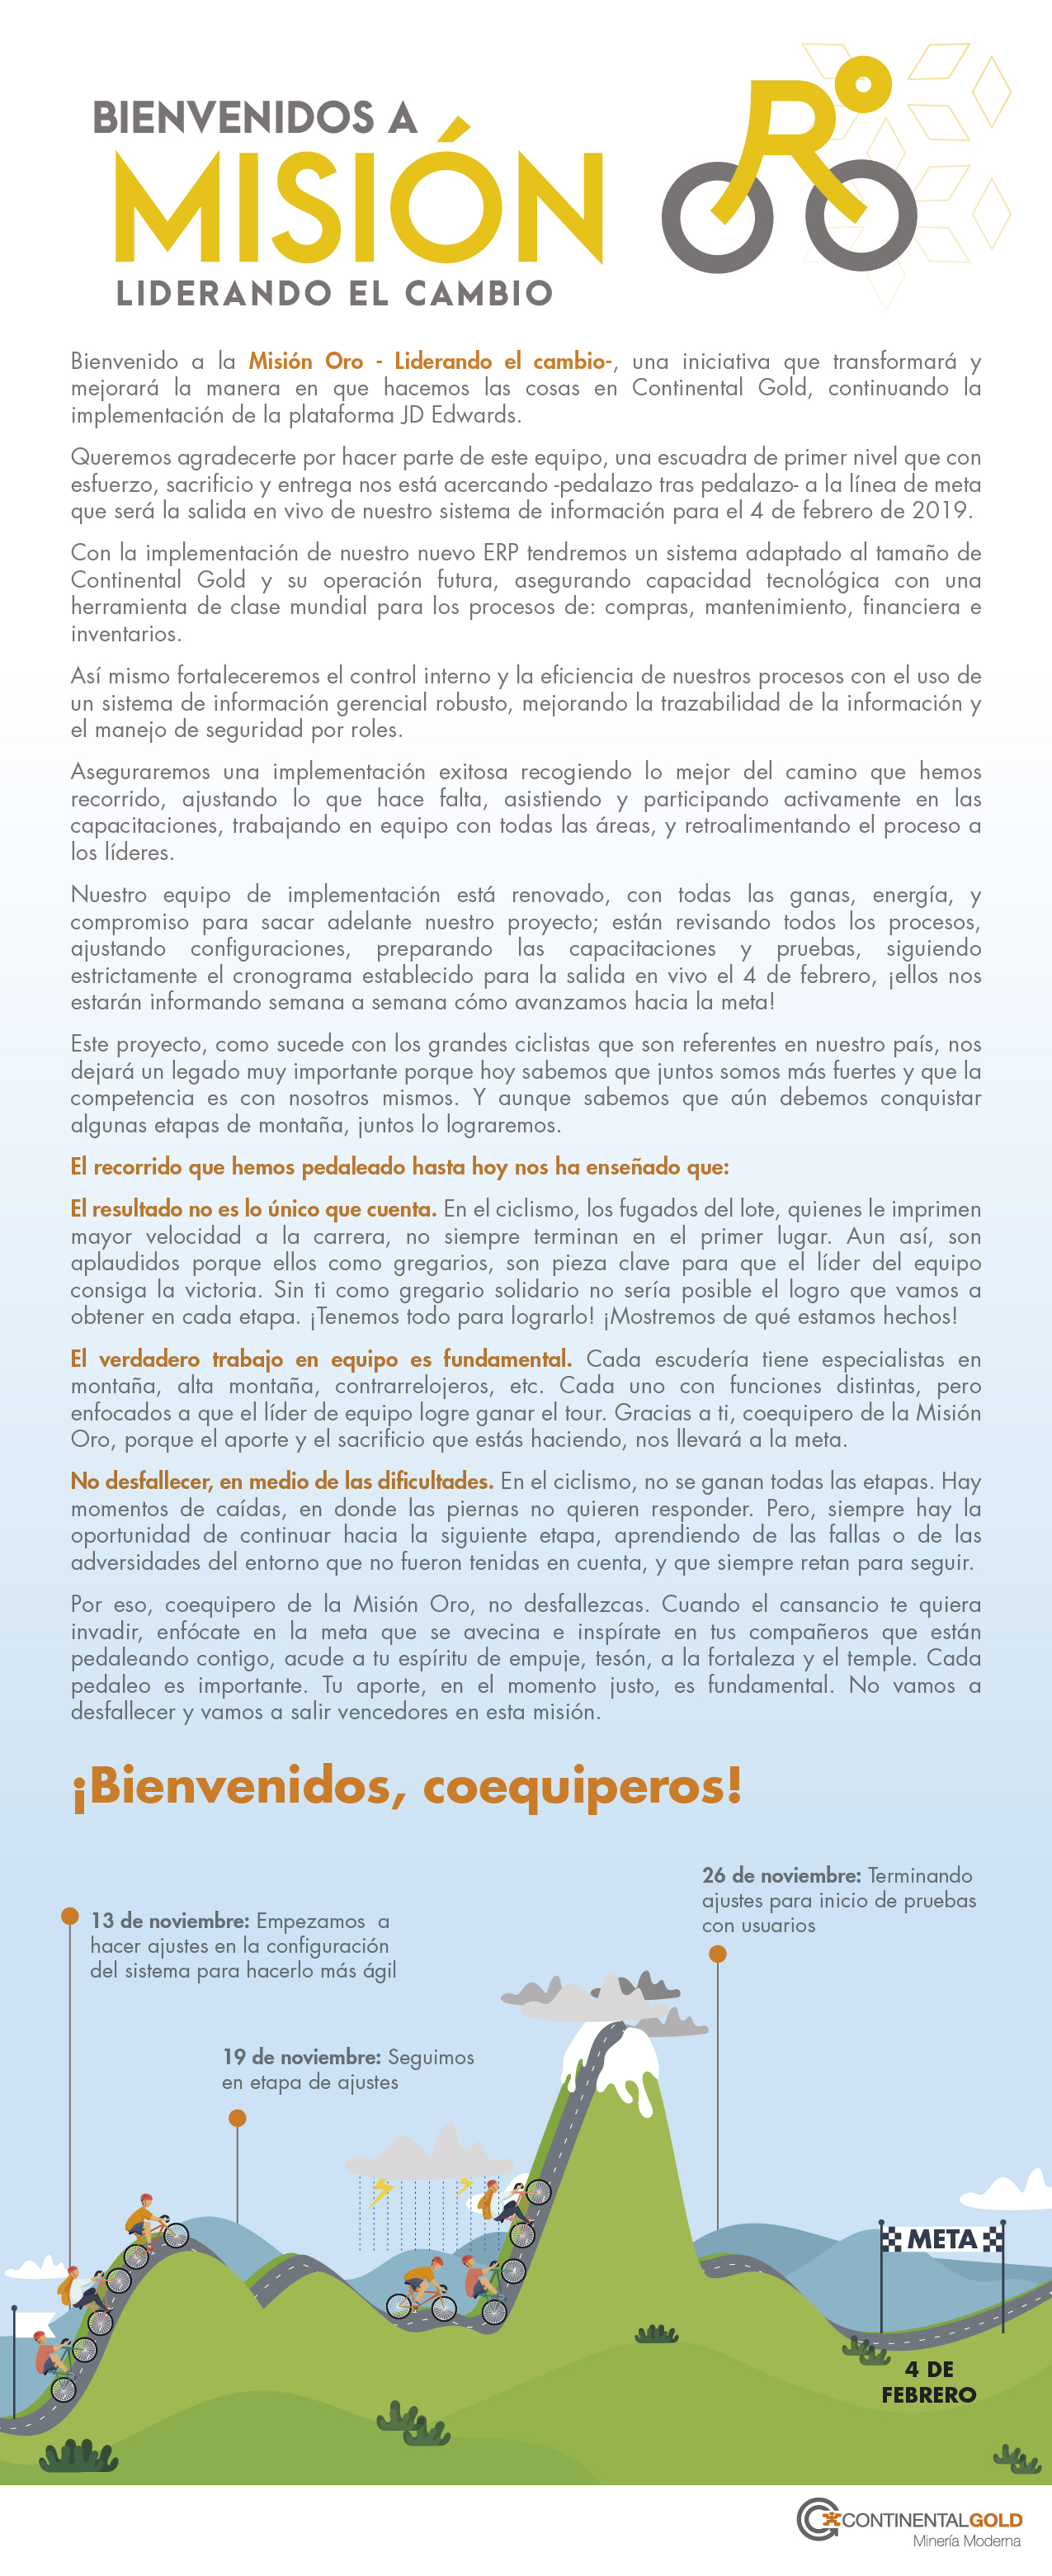 BIENVENIDOS A
MISIÓN
LIDERANDO EL CAMBIO
Bienvenido a la Misión Oro - Liderando el cambio-, una iniciativa que transformará y
mejorará la manera en que hacemos las cosas en Continental Gold, continuando la
implementación de la plataforma JD Edwards.
Queremos agradecerte por hacer parte de este equipo, una escuadra de primer nivel que con
esfuerzo, sacrificio y entrega nos está acercando -pedalazo tras pedalazo- a la línea de meta
que será la salida en vivo de nuestro sistema de información para el 4 de febrero de 2019.
Con la implementación de nuestro nuevo ERP tendremos un sistema adaptado al tamaño de
Continental Gold y su operación futura, asegurando capacidad tecnológica con una
herramienta de clase mundial para los procesos de: compras, mantenimiento, financiera e
inventarios.
Así mismo fortaleceremos el control interno y la eficiencia de nuestros procesos con el uso de
un sistema de información gerencial robusto, mejorando la trazabilidad de la información y
el manejo de seguridad por roles.
Aseguraremos una implementación exitosa recogiendo lo mejor del camino que hemos
recorrido, ajustando lo que hace falta, asistiendo y participando activamente en las
capacitaciones, trabajando en equipo con todas las áreas, y retroalimentando el proceso a
los líderes.
Nuestro equipo de implementación está renovado, con todas las ganas, energía, y
compromiso para sacar adelante nuestro proyecto; están revisando todos los procesos,
ajustando configuraciones, preparando las capacitaciones y pruebas, siguiendo
estrictamente el cronograma establecido para la salida en vivo el 4 de febrero, ¡ellos nos
estarán informando semana a semana cómo avanzamos hacia la meta!
Este proyecto, como sucede con los grandes ciclistas que son referentes en nuestro país, nos
dejará un legado muy importante porque hoy sabemos que juntos somos más fuertes y que la
competencia es con nosotros mismos. Y aunque sabemos que aún debemos conquistar
algunas etapas de montaña, juntos lo lograremos.
El recorrido que hemos pedaleado hasta hoy nos ha enseñado que:
El resultado no es lo único que cuenta. En el ciclismo, los fugados del lote, quienes le imprimen
mayor velocidad a la carrera, no siempre terminan en el primer lugar. Aun así, son
aplaudidos porque ellos como gregarios, son pieza clave para que el líder del equipo
consiga la victoria. Sin ti como gregario solidario no sería posible el logro que vamos a
obtener en cada etapa. ¡Tenemos todo para lograrlo! ¡Mostremos de qué estamos hechos!
El verdadero trabajo en equipo es fundamental. Cada escudería tiene especialistas en
montaña, alta montaña, contrarrelojeros, etc. Cada uno con funciones distintas, pero
enfocados a que el líder de equipo logre ganar el tour. Gracias a ti, coequipero de la Misión
Oro, porque el aporte y el sacrificio que estás haciendo, nos llevará a la meta.
No desfallecer, en medio de las dificultades. En el ciclismo, no se ganan todas las etapas. Hay
momentos de caídas, en donde las piernas no quieren responder. Pero, siempre hay la
oportunidad de continuar hacia la siguiente etapa, aprendiendo de las fallas o de las
adversidades del entorno que no fueron tenidas en cuenta, y que siempre retan para seguir.
Por eso, coequipero de la Misión Oro, no desfallezcas. Cuando el cansancio te quiera
invadir, enfócate en la meta que se avecina e inspírate en tus compañeros que están
pedaleando contigo, acude a tu espíritu de empuje, tesón, a la fortaleza y el temple. Cada
pedaleo es importante. Tu aporte, en el momento justo, es fundamental. No vamos a
desfallecer y vamos a salir vencedores en esta misión.
¡Bienvenidos, coequiperos!
26 de noviembre: Terminando
ajustes para inicio de pruebas
con usuarios
13 de noviembre: Empezamos a
hacer ajustes en la configuración
del sistema para hacerlo más ágil
19 de noviembre: Seguimos
en etapa de ajustes
META
4 DE
FEBRERO
CONTINENTALGOLD
Minería Moderna